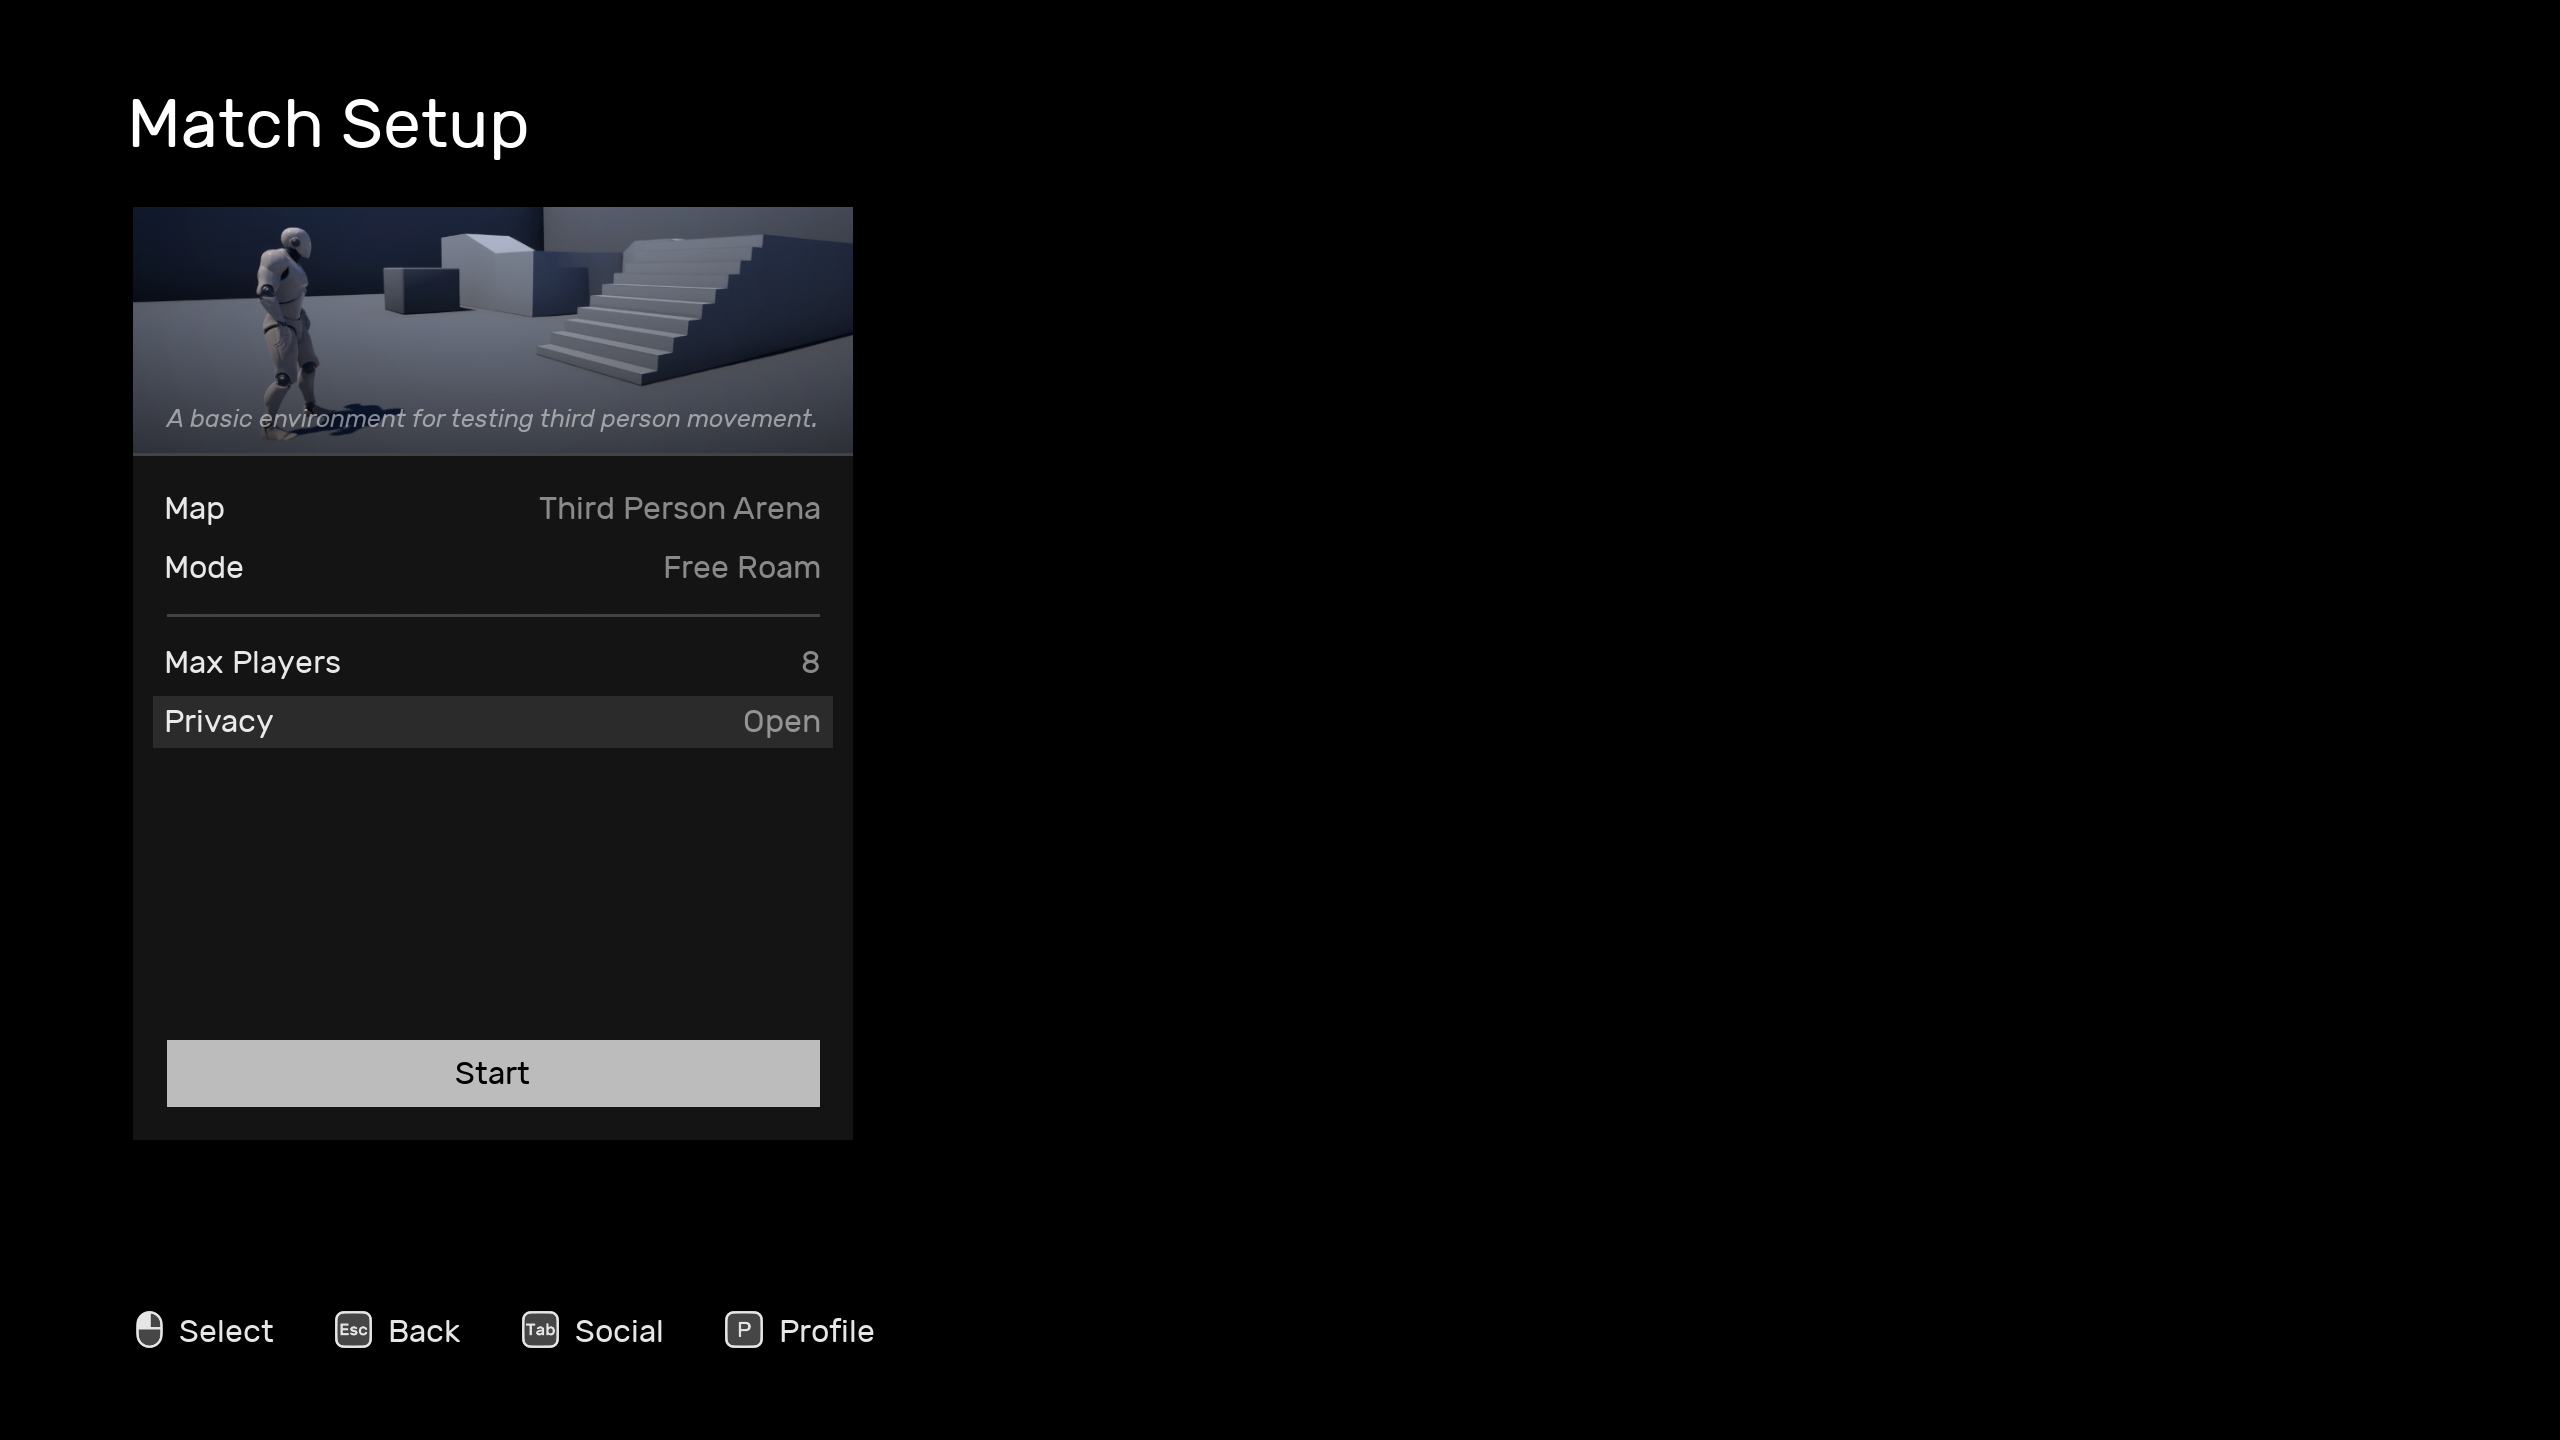 Match Setup
A basic environment for testing third person movement.
Map Third Person Arena
Mode Free Roam
Max Players 8
Privacy Open
Start
Select Esc Back Tab Social P Profile